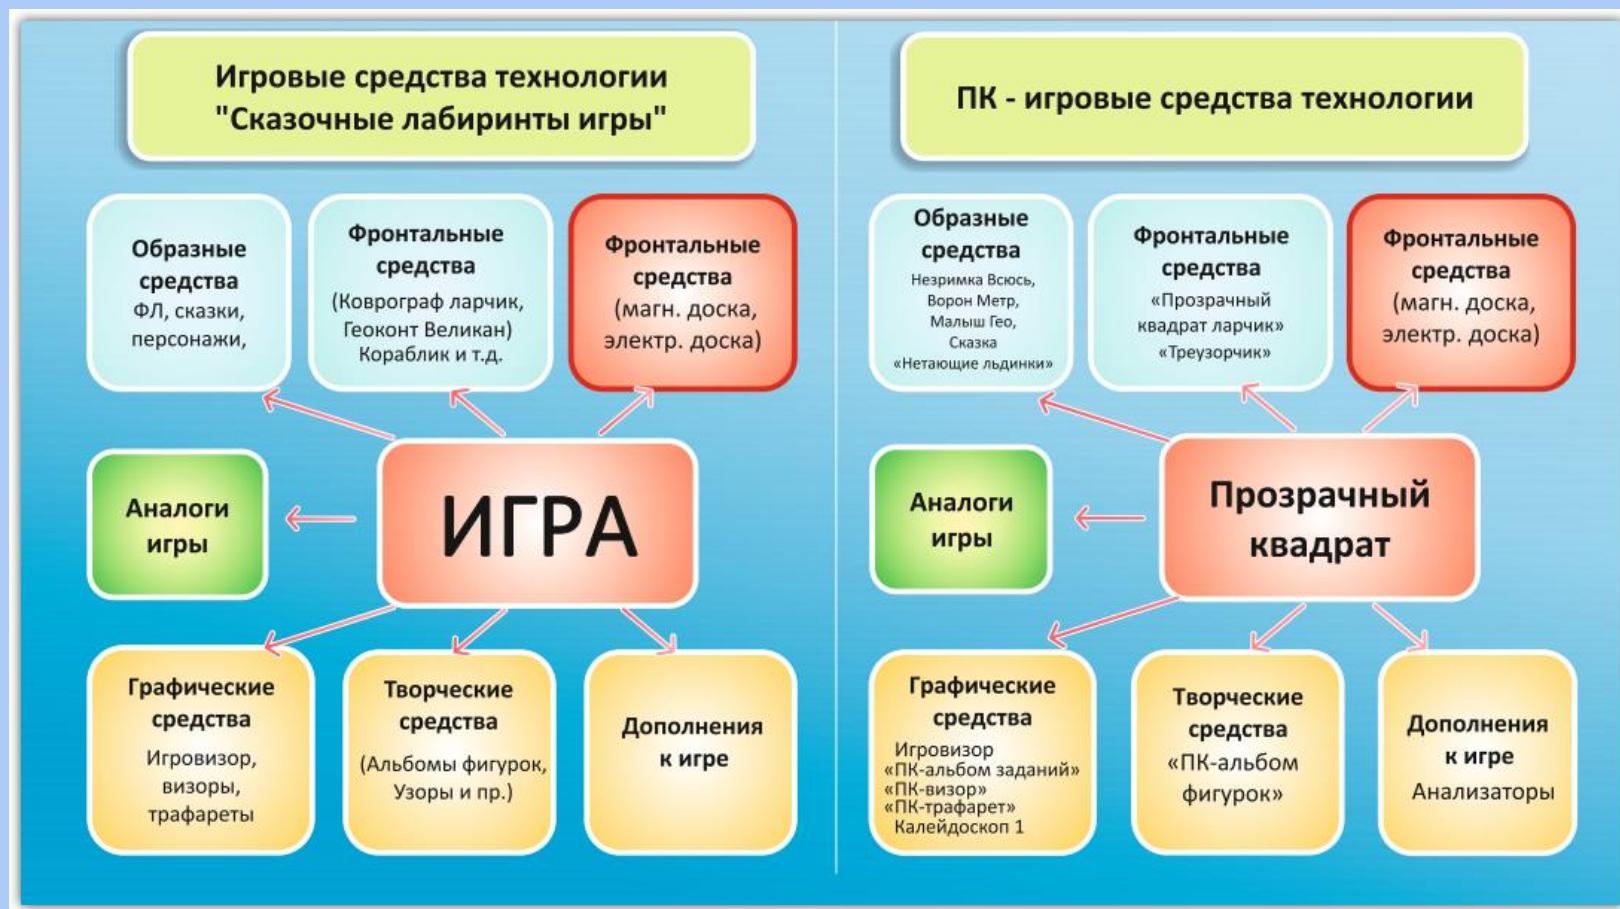 Игровые средства технологии
"Сказочные лабиринты игры"
Образные
средства
ФЛ, сказки,
персонажи,
Фронтальные
средства
(Коврограф ларчик,
Геоконт Великан)
Кораблик и т.д.
Фронтальные
средства
(магн. доска,
электр. доска)
Аналоги
игры
ИГРА
Графические
средства
Игровизор,
визоры,
трафареты
Творческие
средства
(Альбомы фигурок,
Узоры и пр.)
Дополнения
к игре
ПК - игровые средства технологии
Образные
средства
Незримка Всюсь,
Ворон Метр,
Малыш Гео,
Сказка
«Нетающие льдинки»
Фронтальные
средства
«Прозрачный
квадрат ларчик»
«Треузорчик»
Фронтальные
средства
(магн. доска,
электр. доска)
Аналоги
игры
Прозрачный
квадрат
Графические
средства
Игровизор
«ПК-альбом заданий»
«ПК-визор»
«ПК-трафарет»
Калейдоскоп 1
Творческие
средства
«ПК-альбом
фигурок»
Дополнения
к игре
Анализаторы